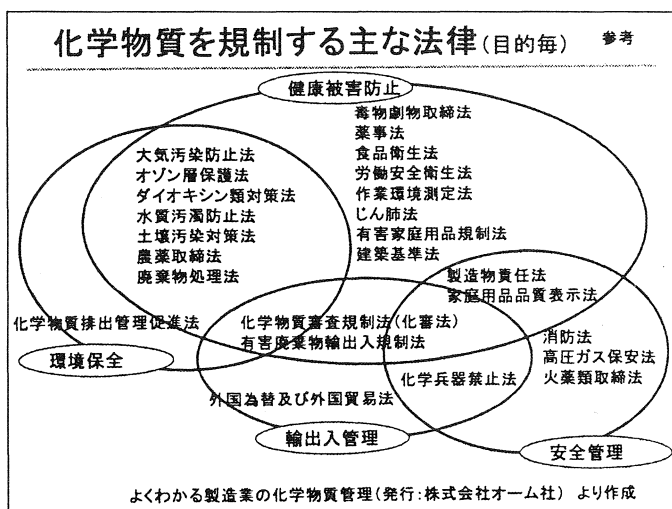 化学物質を規制する主な法律(目的毎) 参考
健康被害防止
毒物劇物取締法
薬事法
食品衛生法
労働安全衛生法
作業環境測定法
じん肺法
有害家庭用品規制法
建築基準法
大気汚染防止法
オゾン層保護法
ダイオキシン類対策法
水質汚濁防止法
土壌汚染対策法
農薬取締法
廃棄物処理法
製造物責任法
家庭用品品質表示法
化学物質排出管理促進法
化学物質審査規制法(化審法)
有害廃棄物輸出入規制法
消防法
高圧ガス保安法
火薬類取締法
環境保全
化学兵器禁止法
外国為替及び外国貿易法
輸出入管理
安全管理
よくわかる製造業の化学物質管理(発行:株式会社オーム社) より作成